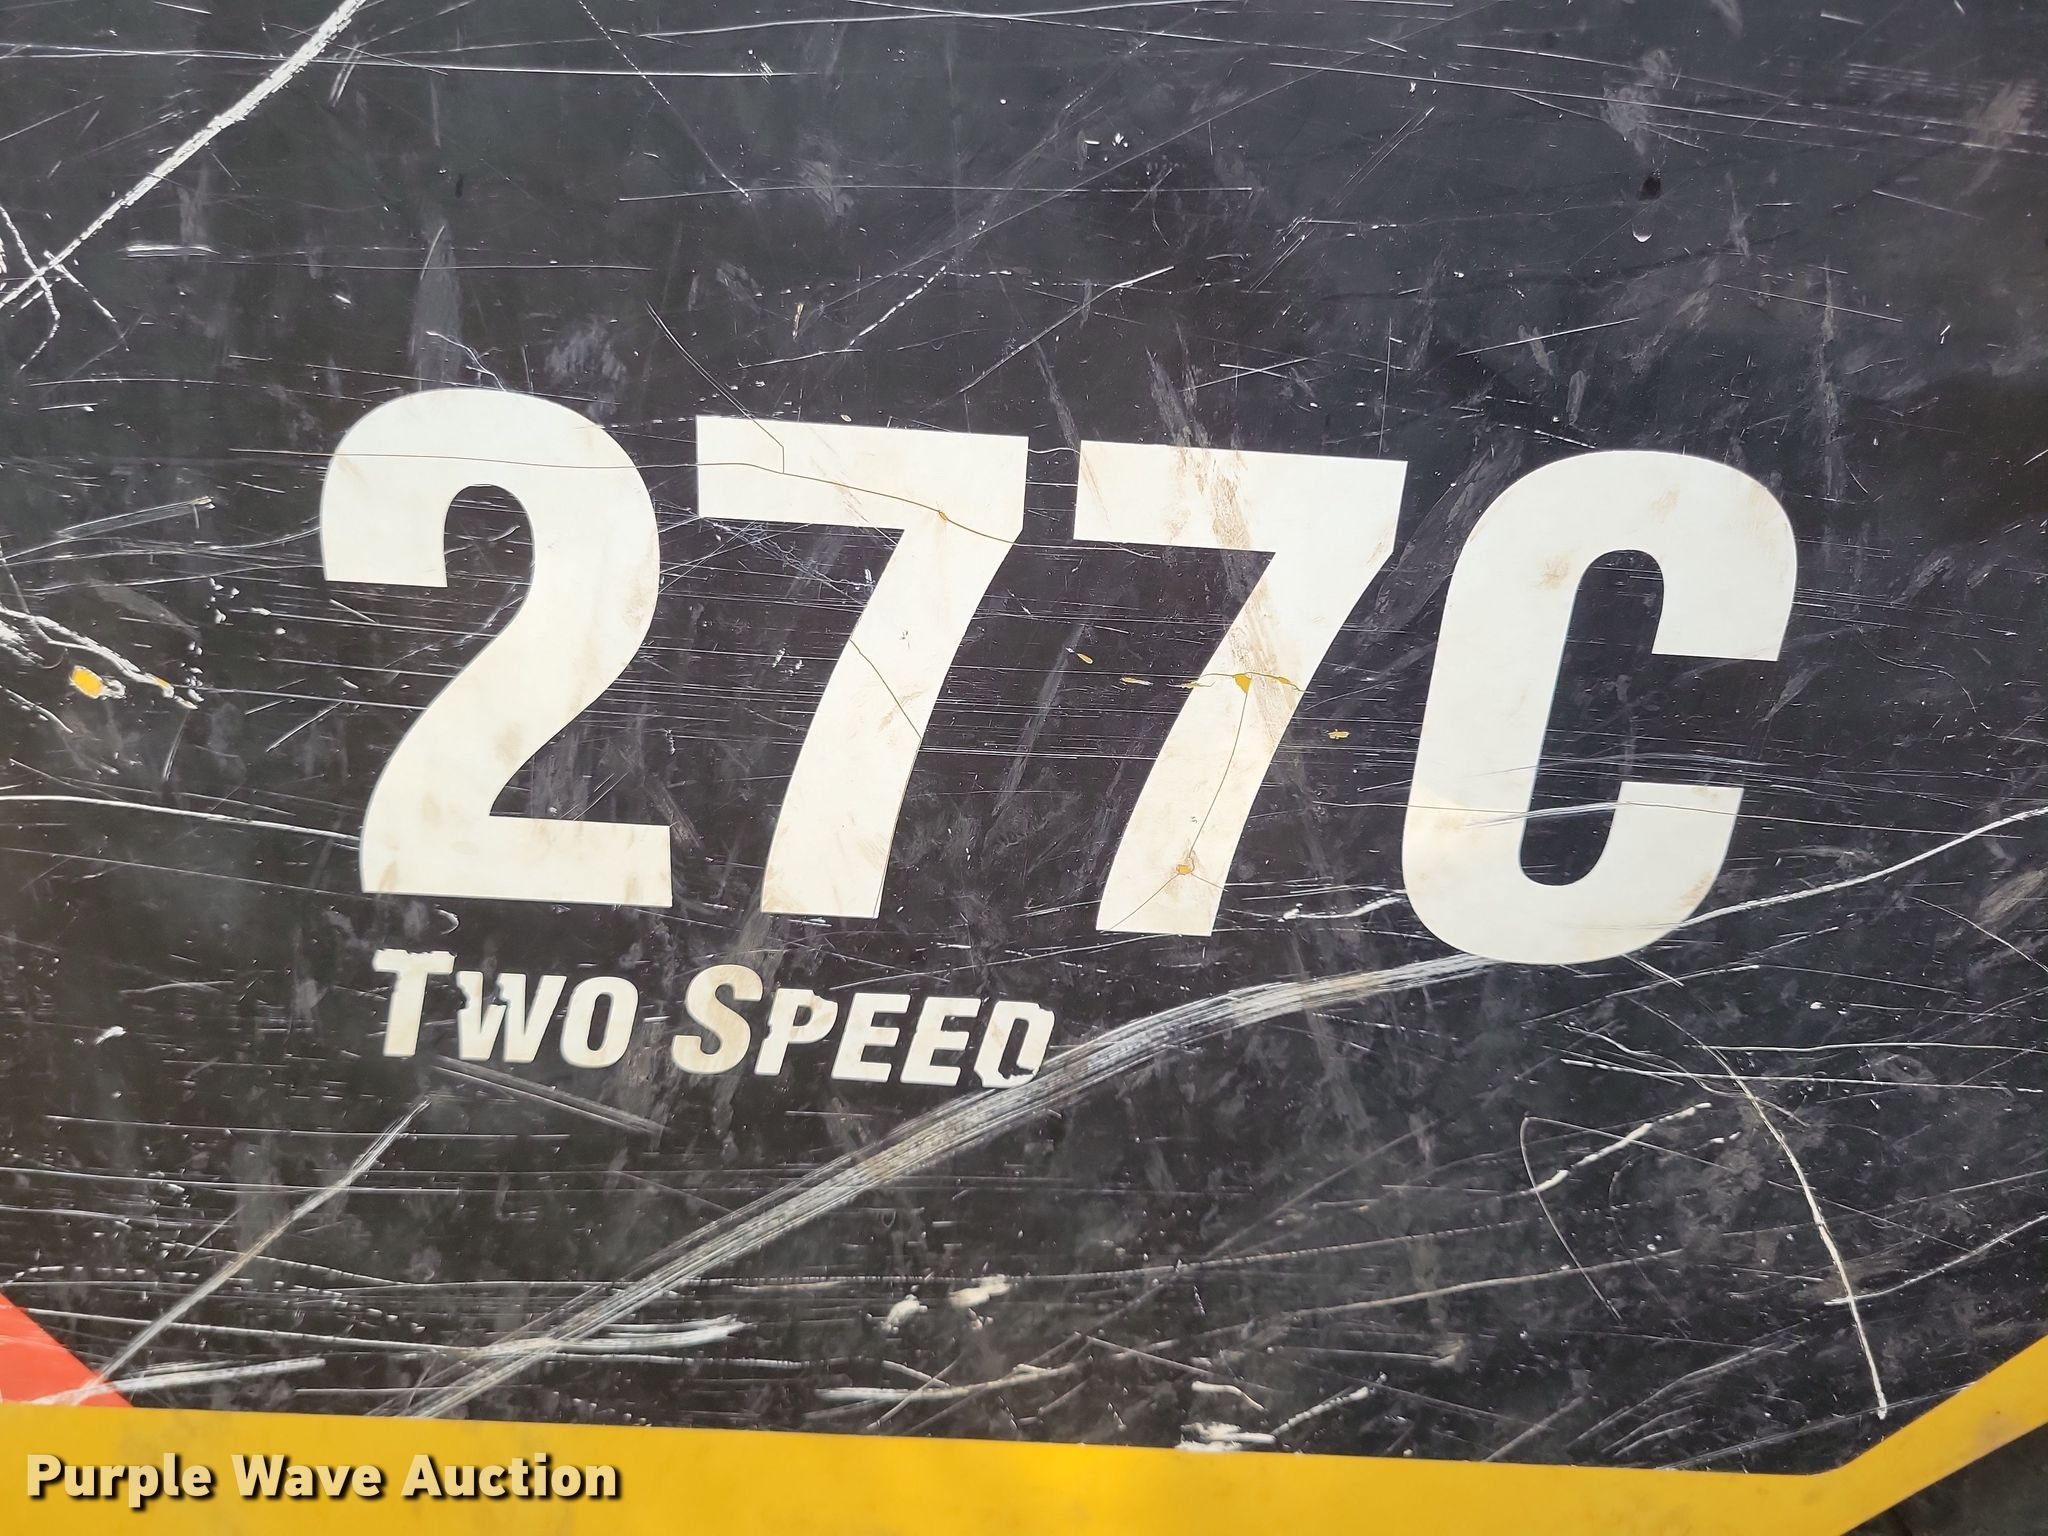 277C
TWO SPEED
Purple Wave Auction